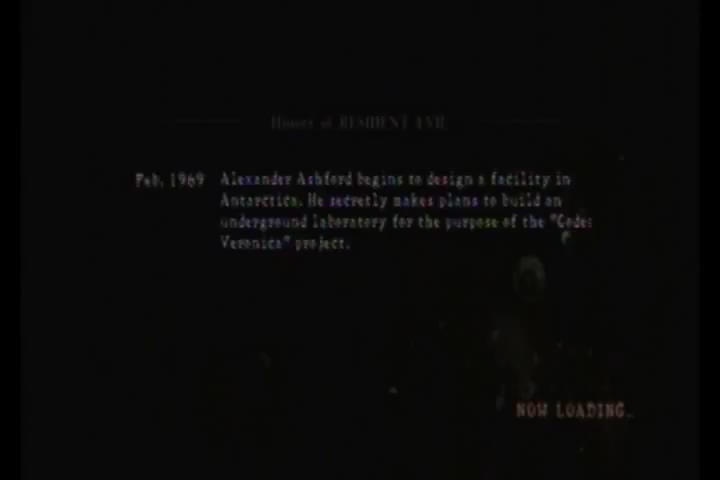 History of RESIDENT EVIL
Feb. 1969 Alexander Ashford begins to design a facility in
Antarctica. He secretly makes plans to build an
underground laboratory for the purpose of the "Code:
Veronica" project.
NOW LOADING..